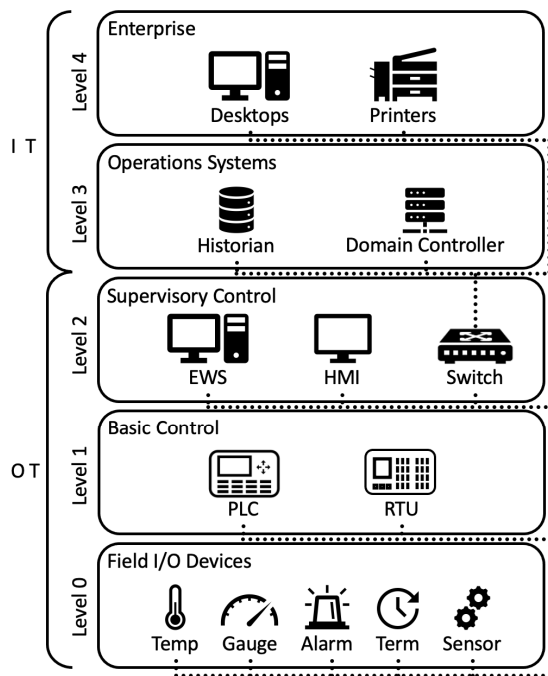 Enterprise
Level 4
Desktops
Printers
I T
Operations Systems
Level 3
Historian
Domain Controller
Supervisory Control
Level 2
EWS
HMI
Switch
Basic Control
Level 1
PLC
RTU
O T
Field I/O Devices
Level 0
Temp
Gauge
Alarm
Term
Sensor